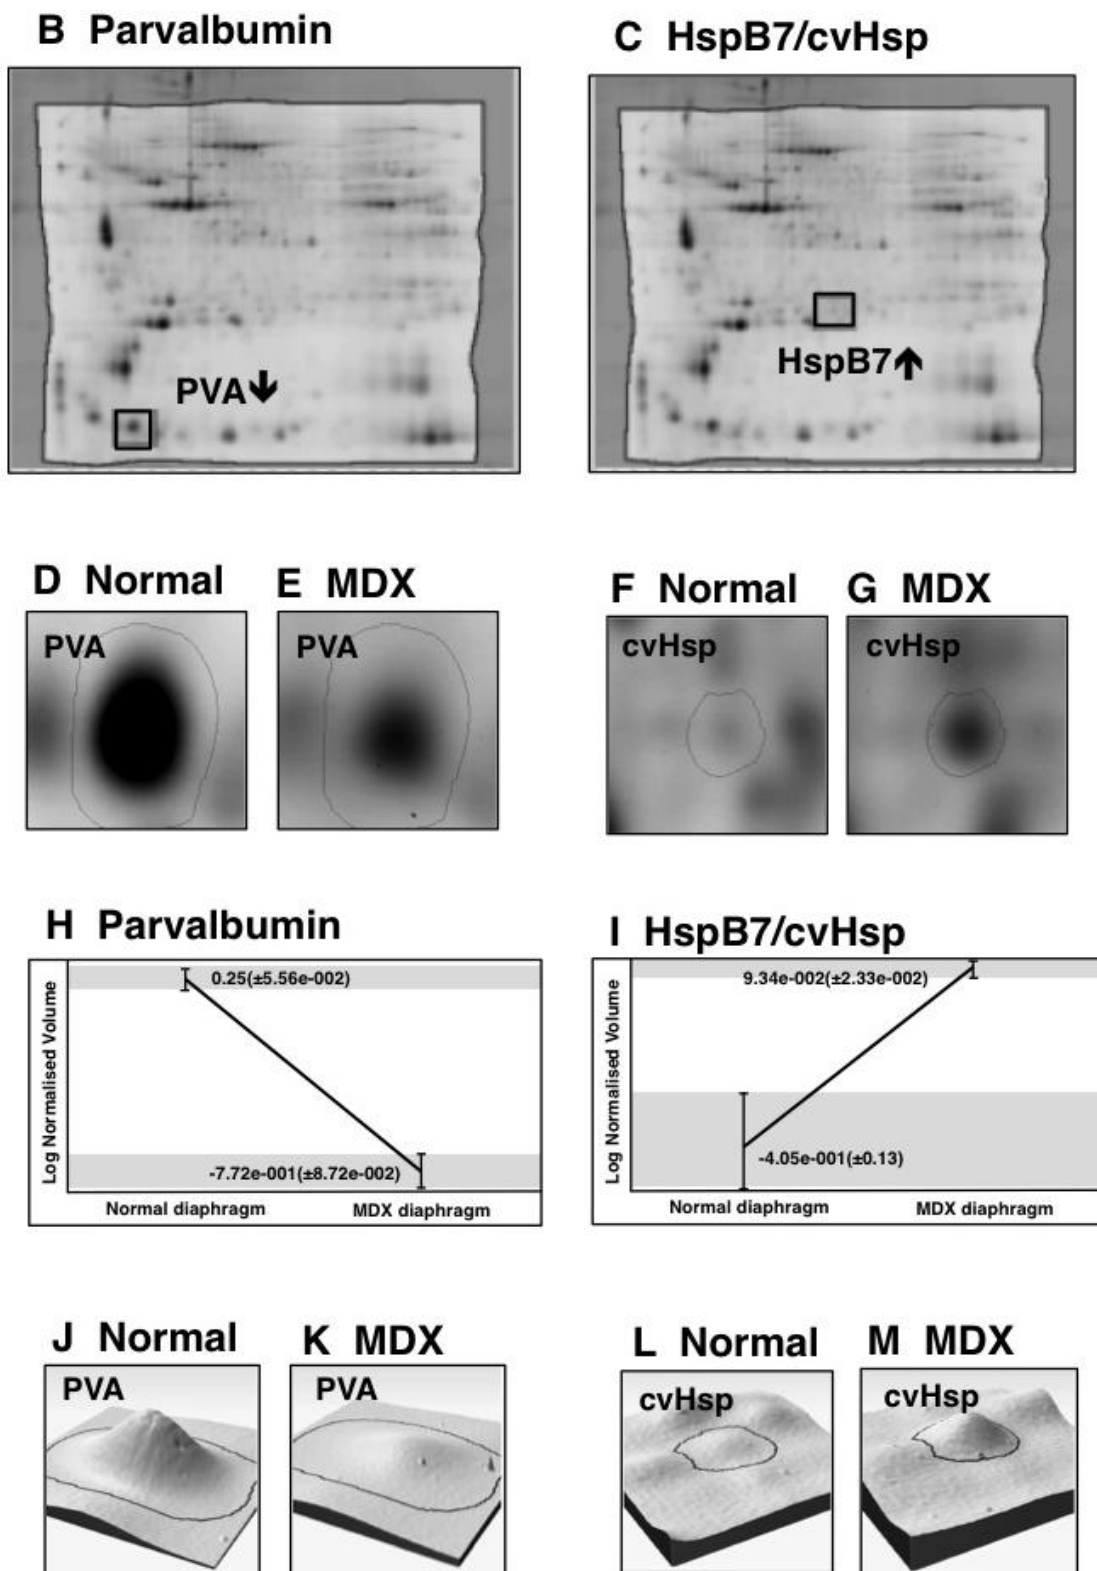 B Parvalbumin
C HspB7/cvHsp
PVA↓
HspB7↑
D Normal
E MDX
F Normal
G MDX
PVA
PVA
cvHsp
cvHsp
H Parvalbumin
I HspB7/cvHsp
Log Normalised Volume
0.25(±5.56e-002)
-7.72e-001(±8.72e-002)
Normal diaphragm
MDX diaphragm
Log Normalised Volume
9.34e-002(±2.33e-002)
-4.05e-001(±0.13)
Normal diaphragm
MDX diaphragm
J Normal
K MDX
L Normal
M MDX
PVA
PVA
cvHsp
cvHsp